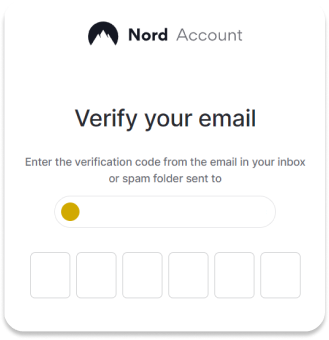 Nord Account
Verify your email
Enter the verification code from the email in your inbox
or spam folder sent to